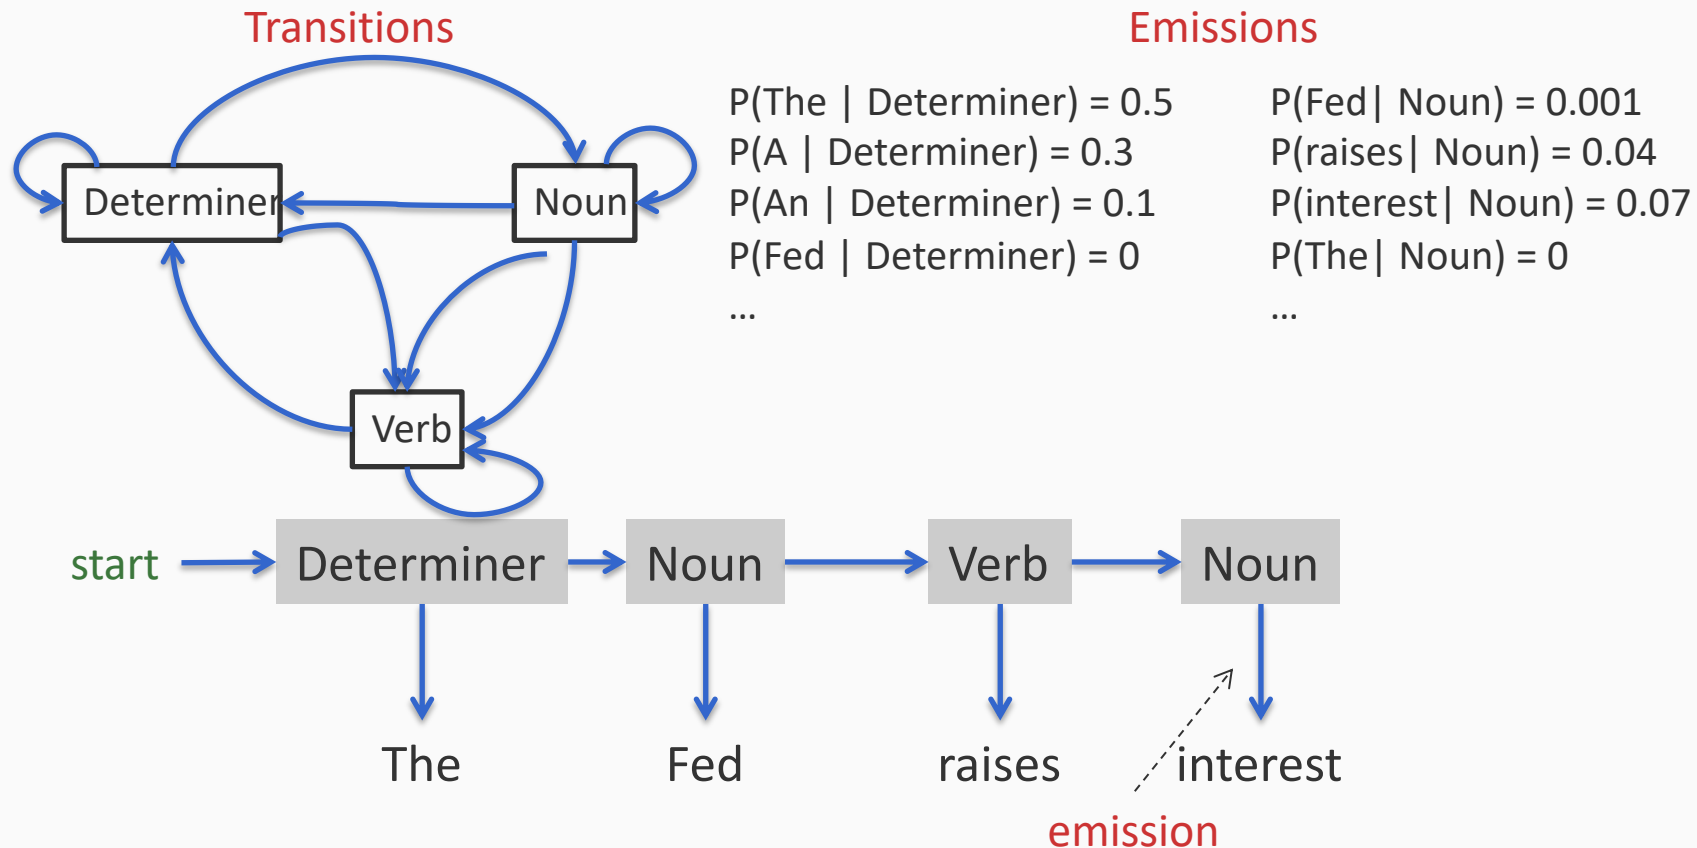 Transitions
Emissions
Determiner
Noun
Verb
P(The | Determiner) = 0.5
P(A | Determiner) = 0.3
P(An | Determiner) = 0.1
P(Fed | Determiner) = 0
...
P(Fed| Noun) = 0.001
P(raises| Noun) = 0.04
P(interest| Noun) = 0.07
P(The| Noun) = 0
...
start Determiner Noun Verb Noun
The Fed raises interest
emission